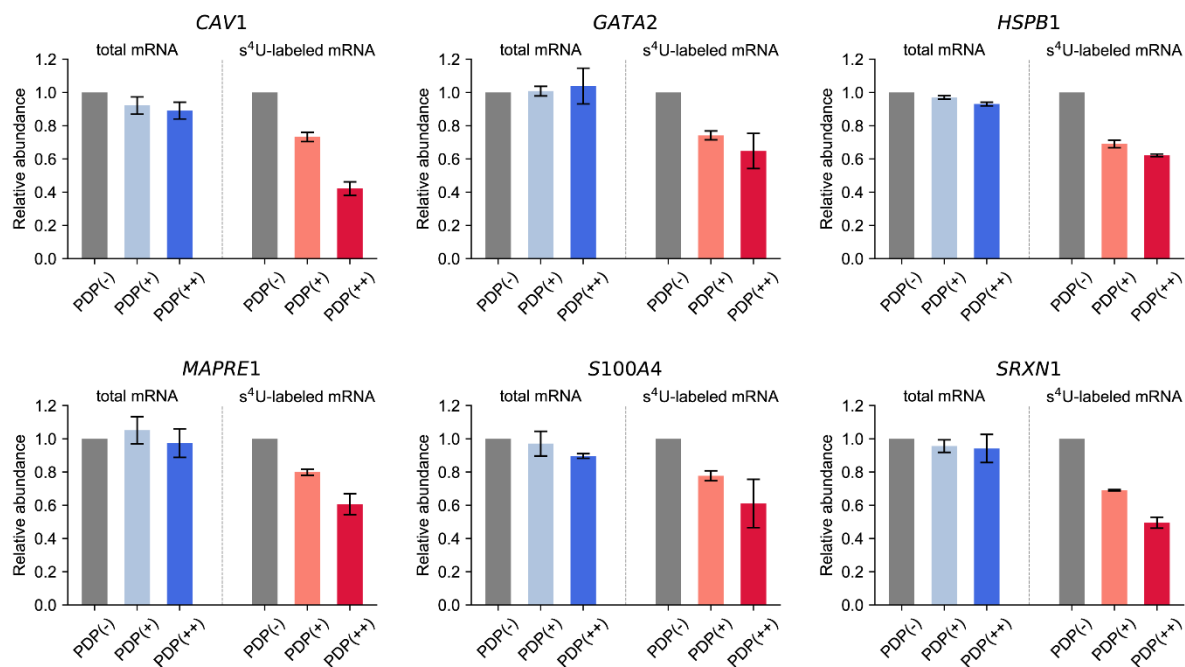 CAV1
total mRNA
s⁴U-labeled mRNA
Relative abundance
1.2
1.0
0.8
0.6
0.4
0.2
0.0
PDP(-)
PDP(+)
PDP(++)
PDP(-)
PDP(+)
PDP(++)
GATA2
total mRNA
s⁴U-labeled mRNA
Relative abundance
1.2
1.0
0.8
0.6
0.4
0.2
0.0
PDP(-)
PDP(+)
PDP(++)
PDP(-)
PDP(+)
PDP(++)
HSPB1
total mRNA
s⁴U-labeled mRNA
Relative abundance
1.2
1.0
0.8
0.6
0.4
0.2
0.0
PDP(-)
PDP(+)
PDP(++)
PDP(-)
PDP(+)
PDP(++)
MAPRE1
total mRNA
s⁴U-labeled mRNA
Relative abundance
1.2
1.0
0.8
0.6
0.4
0.2
0.0
PDP(-)
PDP(+)
PDP(++)
PDP(-)
PDP(+)
PDP(++)
S100A4
total mRNA
s⁴U-labeled mRNA
Relative abundance
1.2
1.0
0.8
0.6
0.4
0.2
0.0
PDP(-)
PDP(+)
PDP(++)
PDP(-)
PDP(+)
PDP(++)
SRXN1
total mRNA
s⁴U-labeled mRNA
Relative abundance
1.2
1.0
0.8
0.6
0.4
0.2
0.0
PDP(-)
PDP(+)
PDP(++)
PDP(-)
PDP(+)
PDP(++)